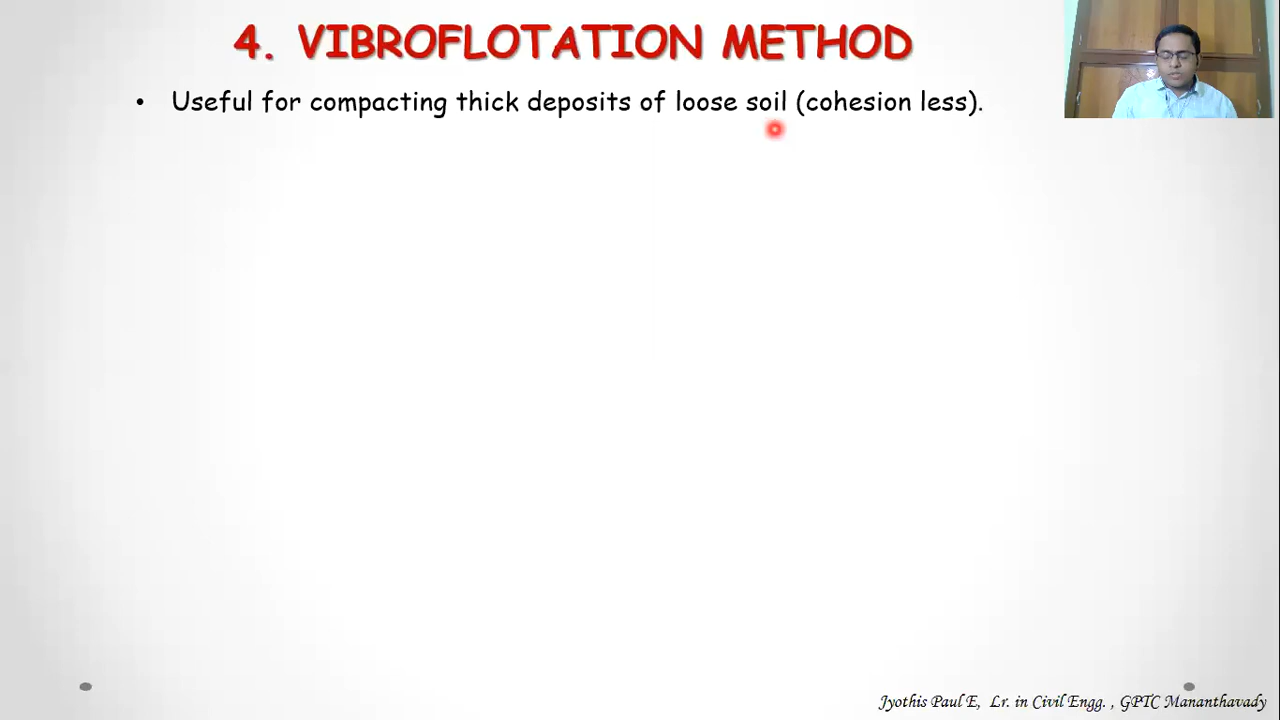 4. VIBROFLOTATION METHOD
• Useful for compacting thick deposits of loose soil (cohesion less).
Jyothis Paul E, Lr. in Civil Engg. , GPTC Mananthavady